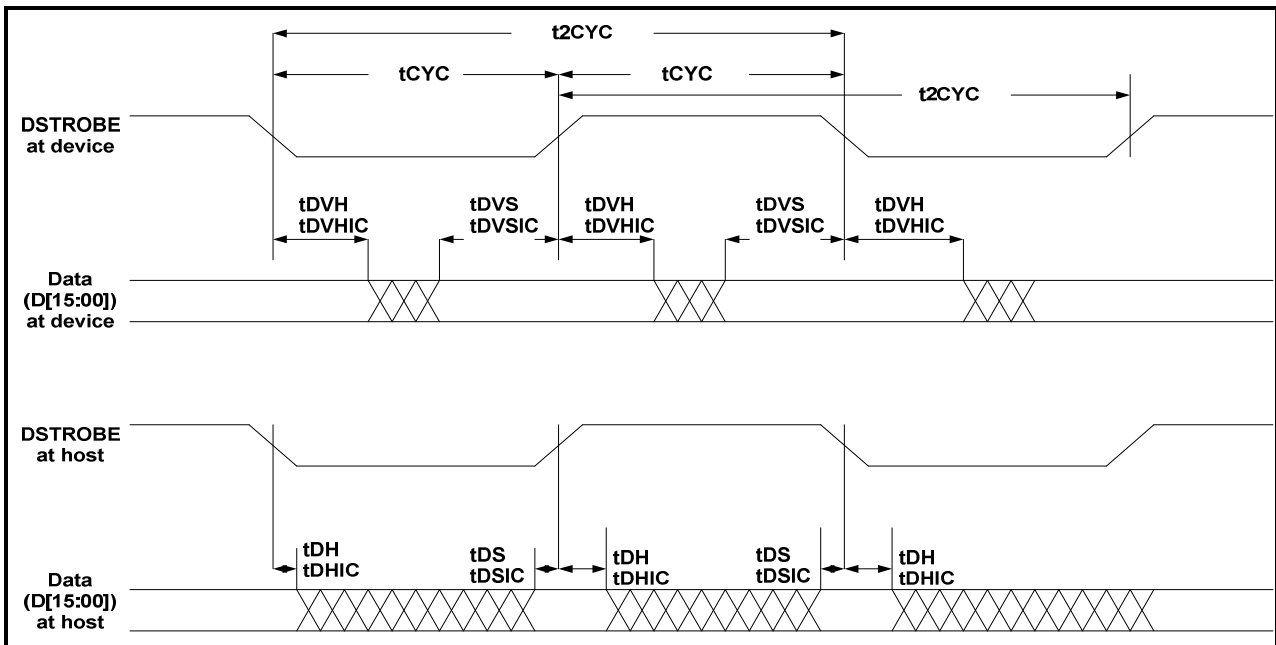 t2CYC
tCYC
tCYC
t2CYC
DSTROBE
at device
tDVH
tDVHIC
tDVS
tDVSIC
tDVH
tDVHIC
tDVS
tDVSIC
tDVH
tDVHIC
Data
(D[15:00])
at device
DSTROBE
at host
tDH
tDHIC
tDS
tDSIC
tDH
tDHIC
tDS
tDSIC
tDH
tDHIC
Data
(D[15:00])
at host